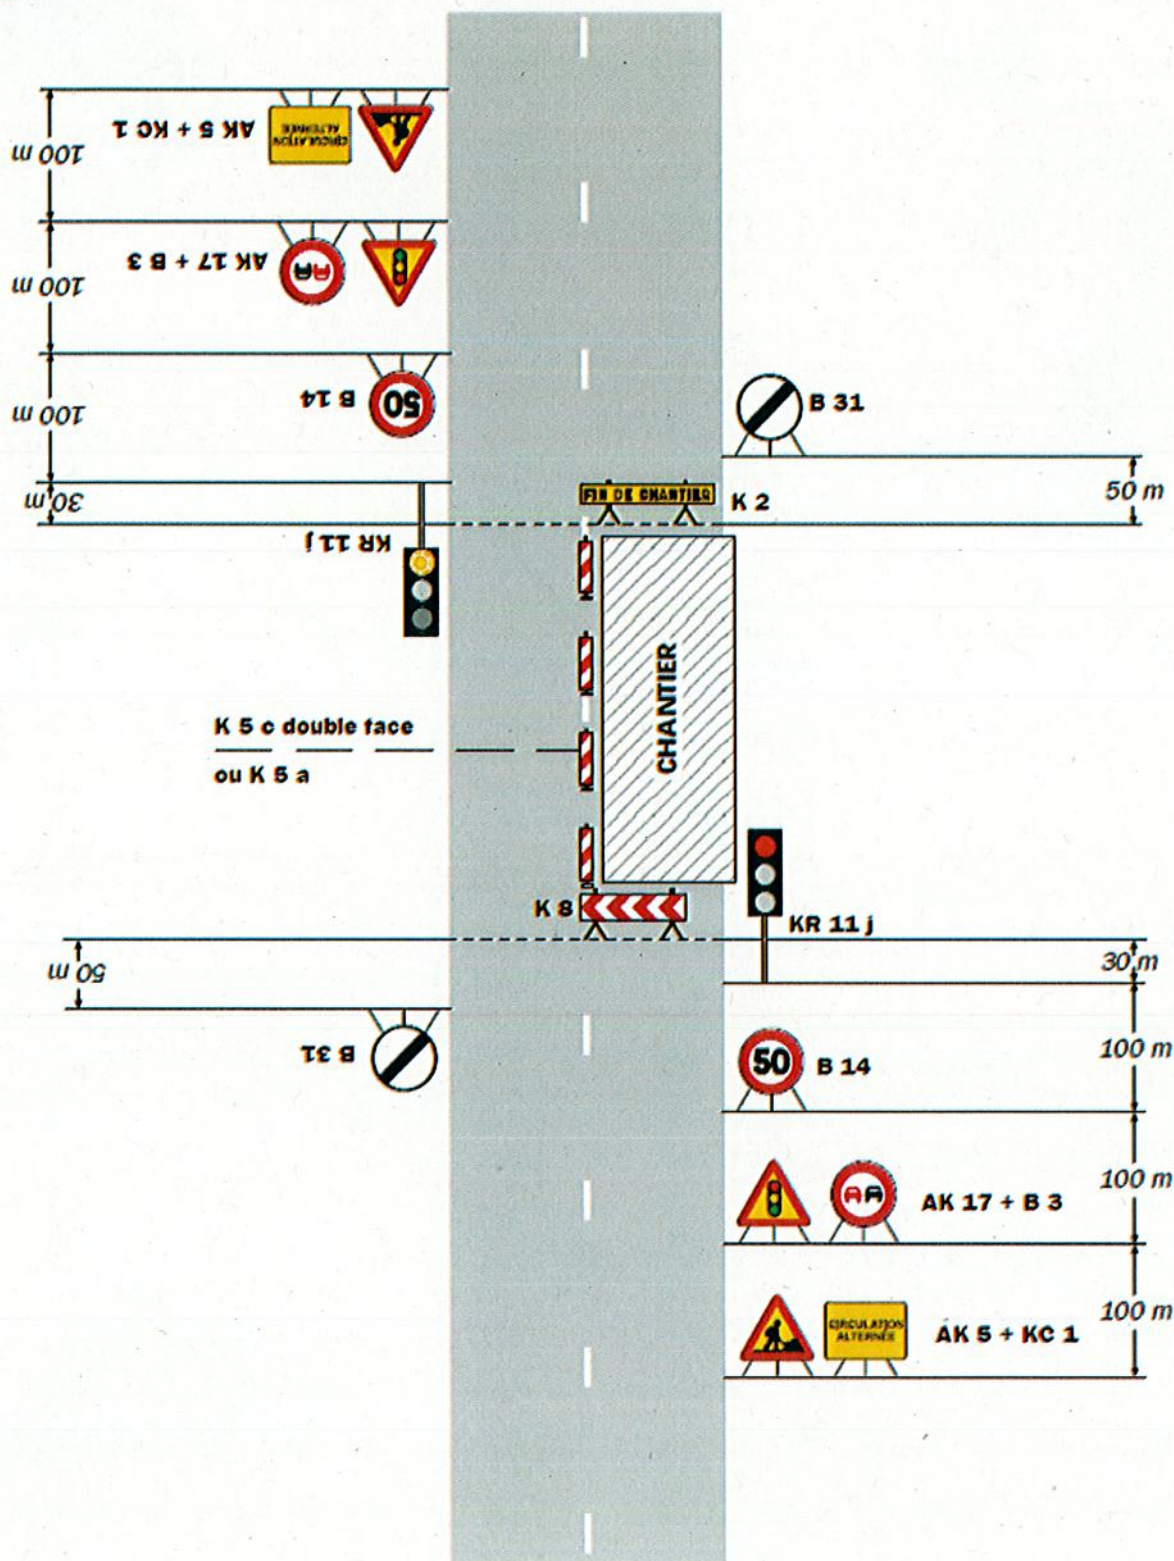 AK 5 + KC 1
CIRCULATION
ALTERNÉE
100 m
AK 17 + B 3
100 m
B 14
50
100 m
B 31
30 m
50 m
FIN DE CHANTIER
K 2
KR 11 j
CHANTIER
K 5 c double face
ou K 5 a
K 8
KR 11 j
50 m
30 m
B 31
50
B 14
100 m
AK 17 + B 3
100 m
CIRCULATION
ALTERNÉE
AK 5 + KC 1
100 m